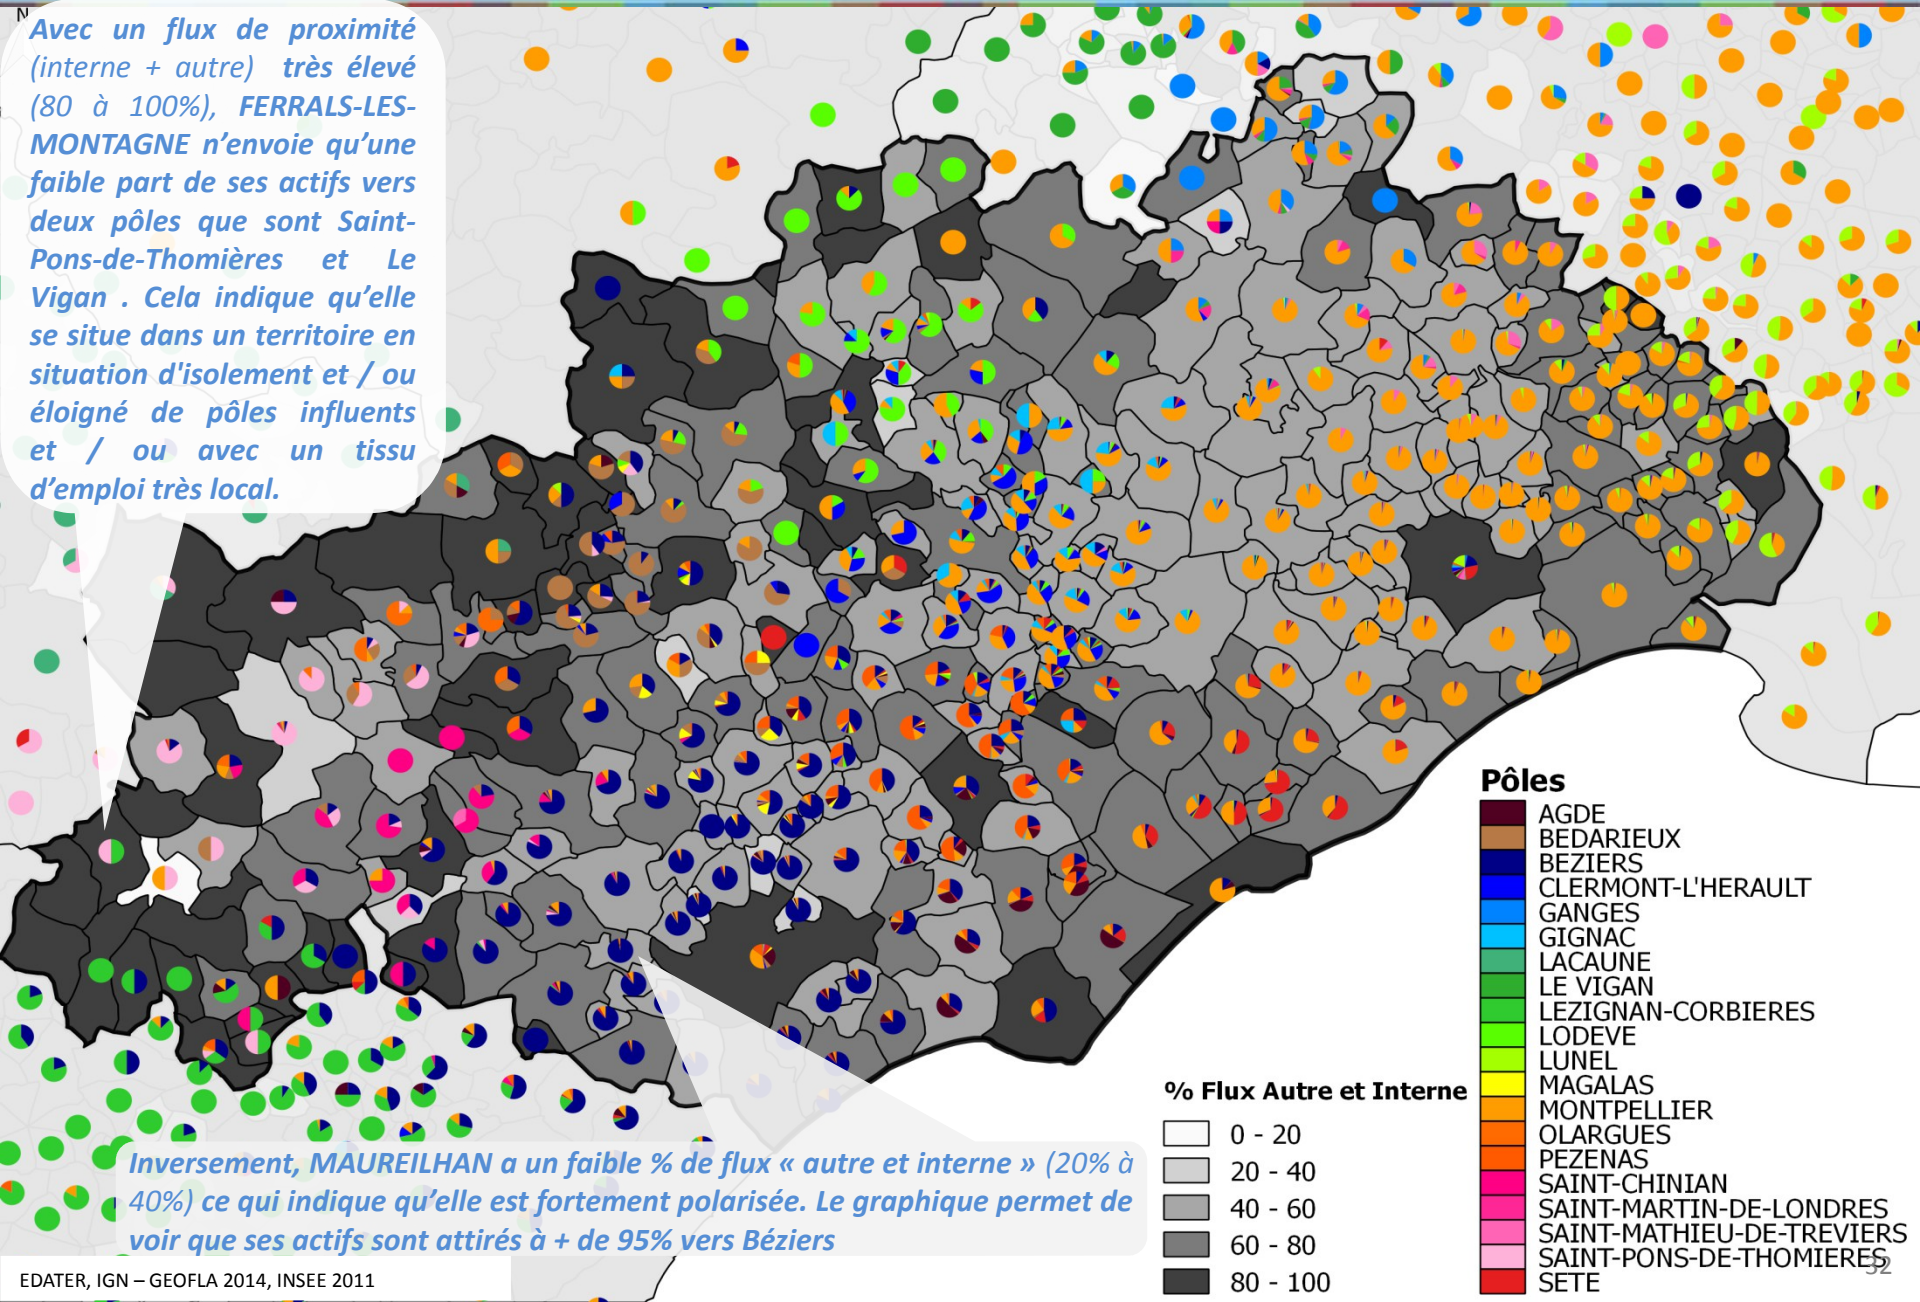 N
Avec un flux de proximité
(interne + autre) très élevé
(80 à 100%), FERRALS-LES-
MONTAGNE n’envoie qu’une
faible part de ses actifs vers
deux pôles que sont Saint-
Pons-de-Thomières et Le
Vigan . Cela indique qu’elle
se situe dans un territoire en
situation d'isolement et / ou
éloigné de pôles influents
et / ou avec un tissu
d’emploi très local.
Pôles
AGDE
BEDARIEUX
BEZIERS
CLERMONT-L'HERAULT
GANGES
GIGNAC
LACAUNE
LE VIGAN
LEZIGNAN-CORBIERES
LODEVE
LUNEL
MAGALAS
MONTPELLIER
OLARGUES
PEZENAS
SAINT-CHINIAN
SAINT-MARTIN-DE-LONDRES
SAINT-MATHIEU-DE-TREVIERS
SAINT-PONS-DE-THOMIERES
SETE
% Flux Autre et Interne
0 - 20
20 - 40
40 - 60
60 - 80
80 - 100
Inversement, MAUREILHAN a un faible % de flux « autre et interne » (20% à
40%) ce qui indique qu’elle est fortement polarisée. Le graphique permet de
voir que ses actifs sont attirés à + de 95% vers Béziers
EDATER, IGN – GEOFLA 2014, INSEE 2011
32